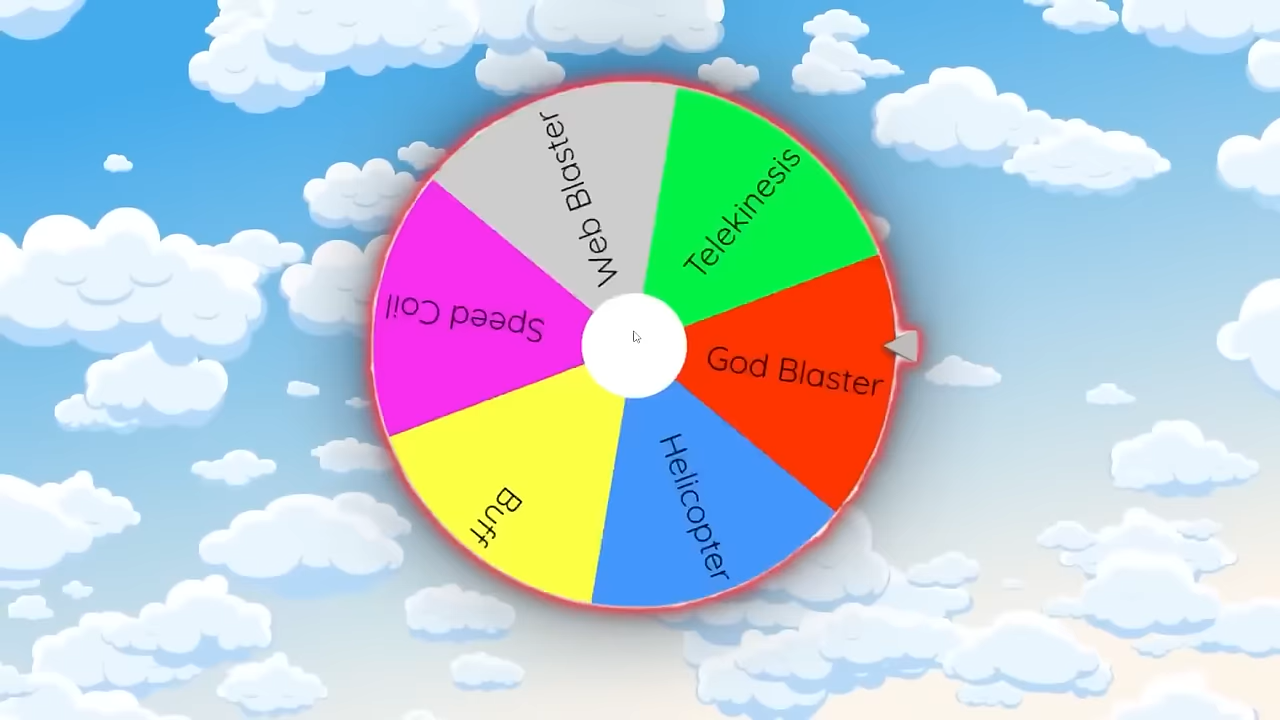 Web Blaster
Telekinesis
Speed Coil
God Blaster
Buff
Helicopter